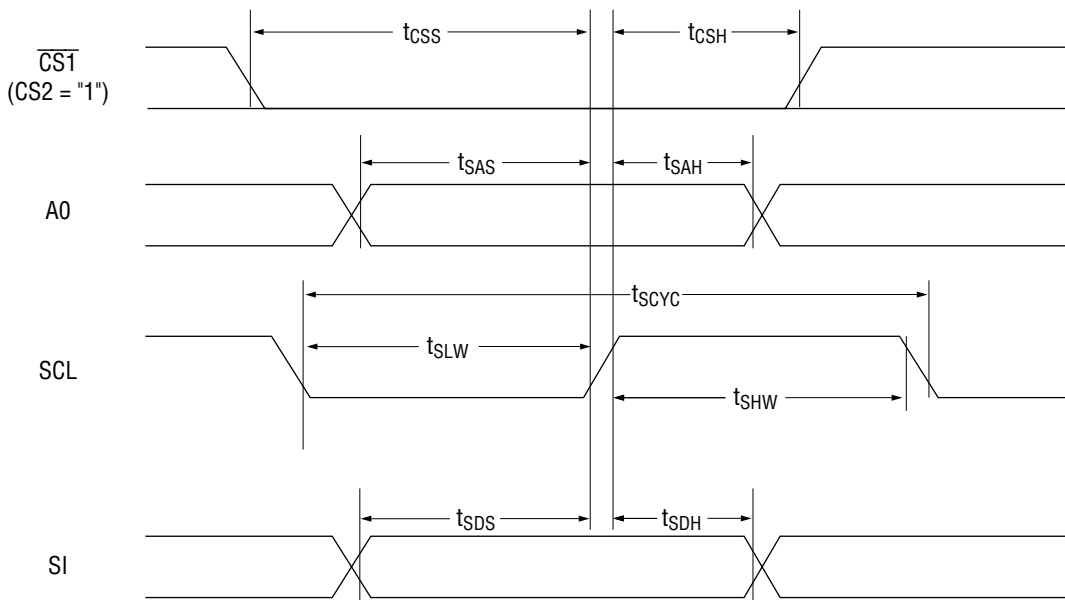 tCSS
tCSH
CS1
(CS2 = "1")
tSAS
tSAH
A0
tSCYC
tSLW
SCL
tSHW
tSDS
tSDH
SI